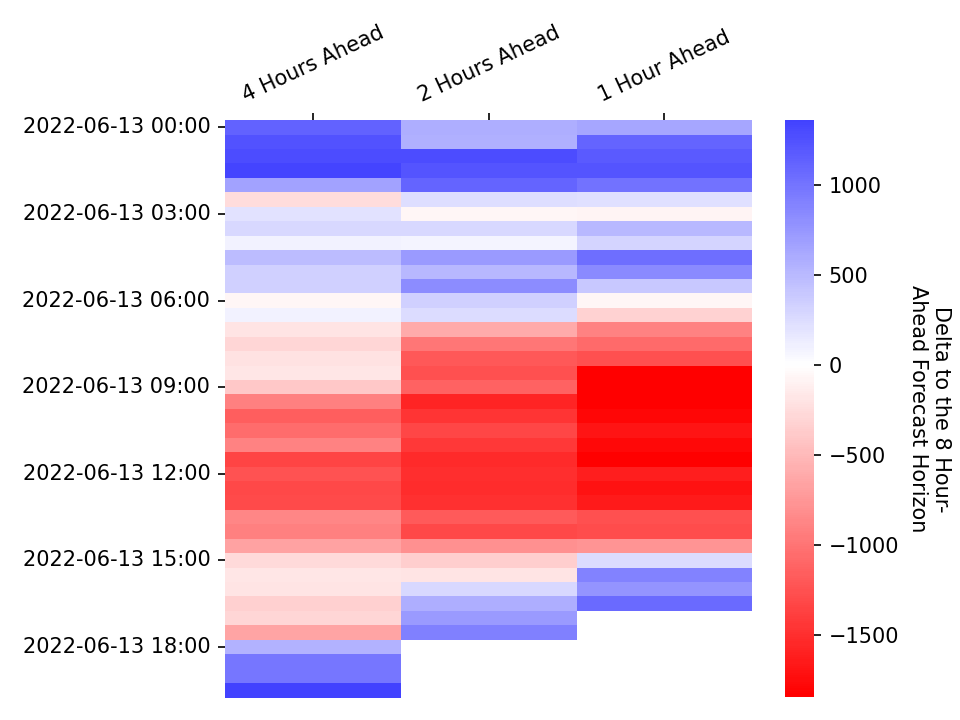 4 Hours Ahead
2 Hours Ahead
1 Hour Ahead
2022-06-13 00:00
2022-06-13 03:00
2022-06-13 06:00
2022-06-13 09:00
2022-06-13 12:00
2022-06-13 15:00
2022-06-13 18:00
1000
500
0
−500
−1000
−1500
Delta to the 8 Hour-
Ahead Forecast Horizon